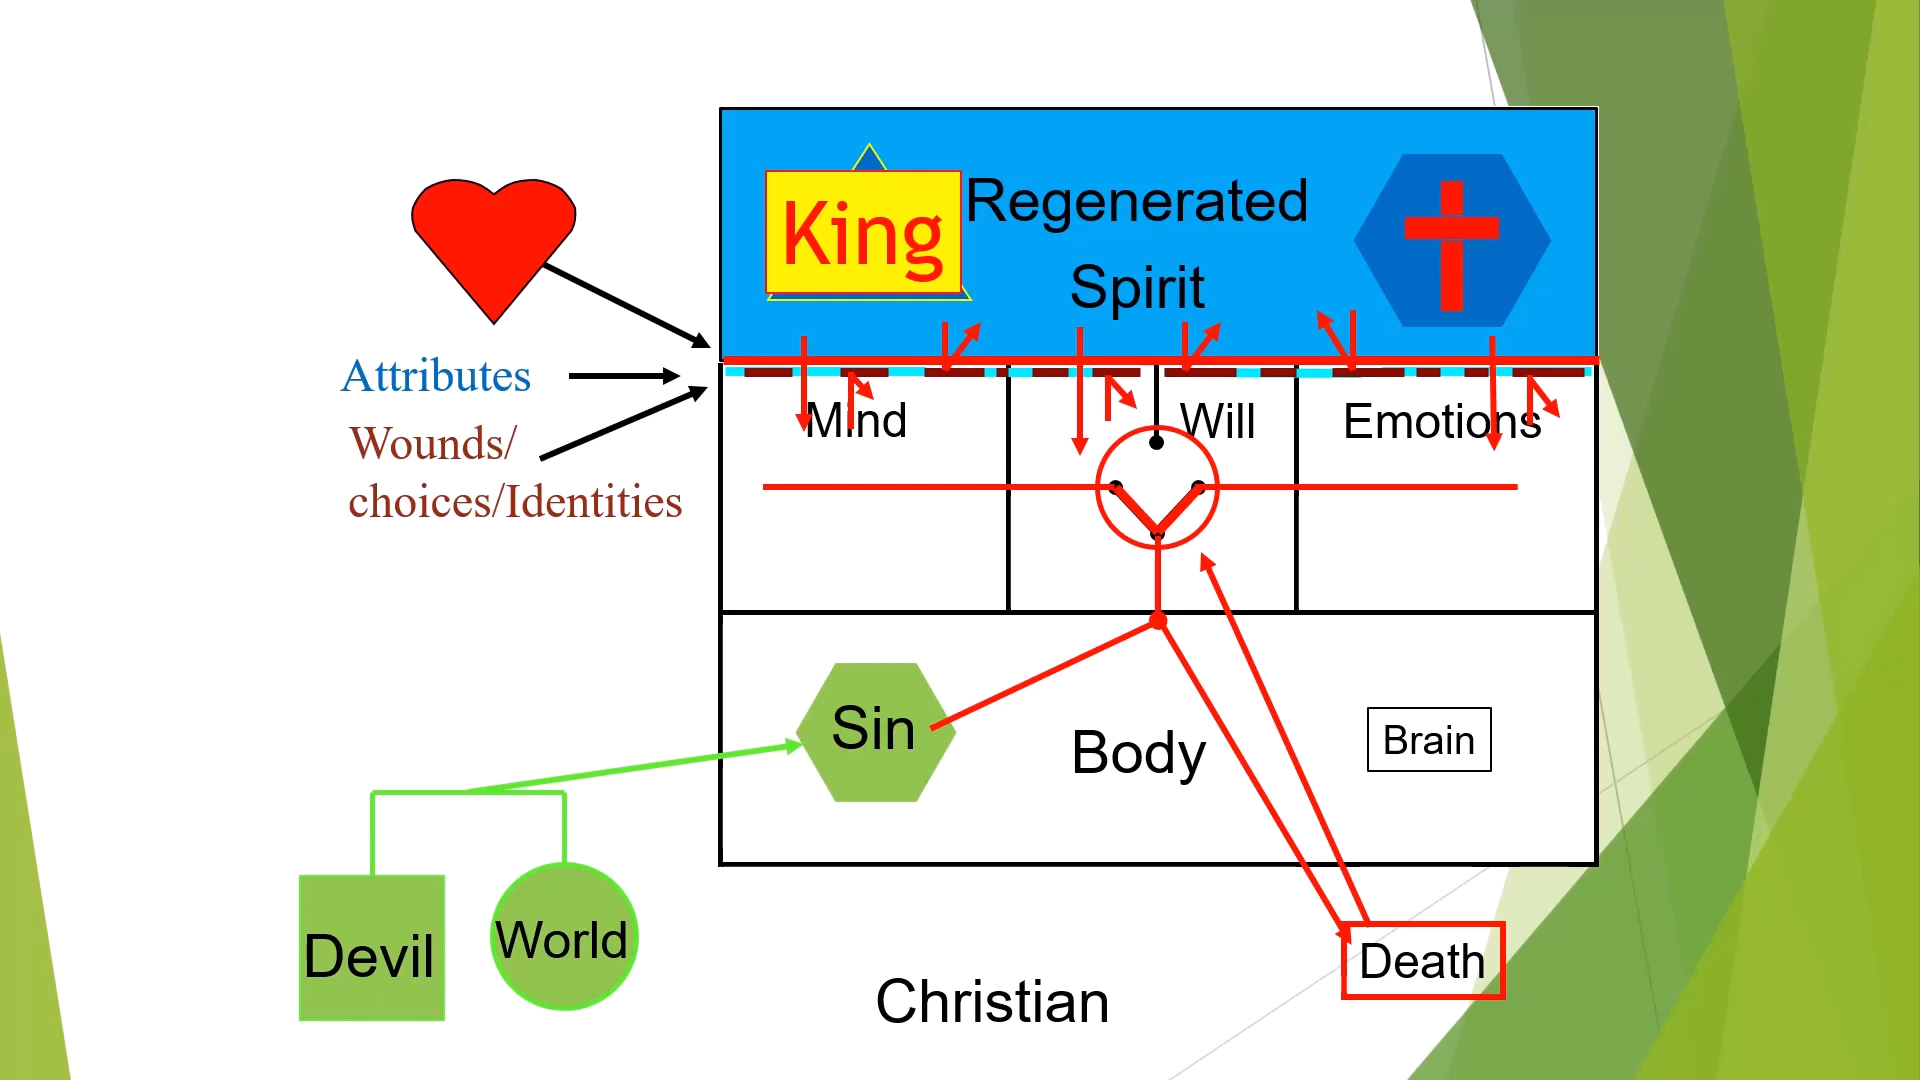 King
Regenerated
Spirit
Attributes
Wounds/
choices/Identities
Mind
Will
Emotions
Sin
Body
Brain
Devil
World
Death
Christian